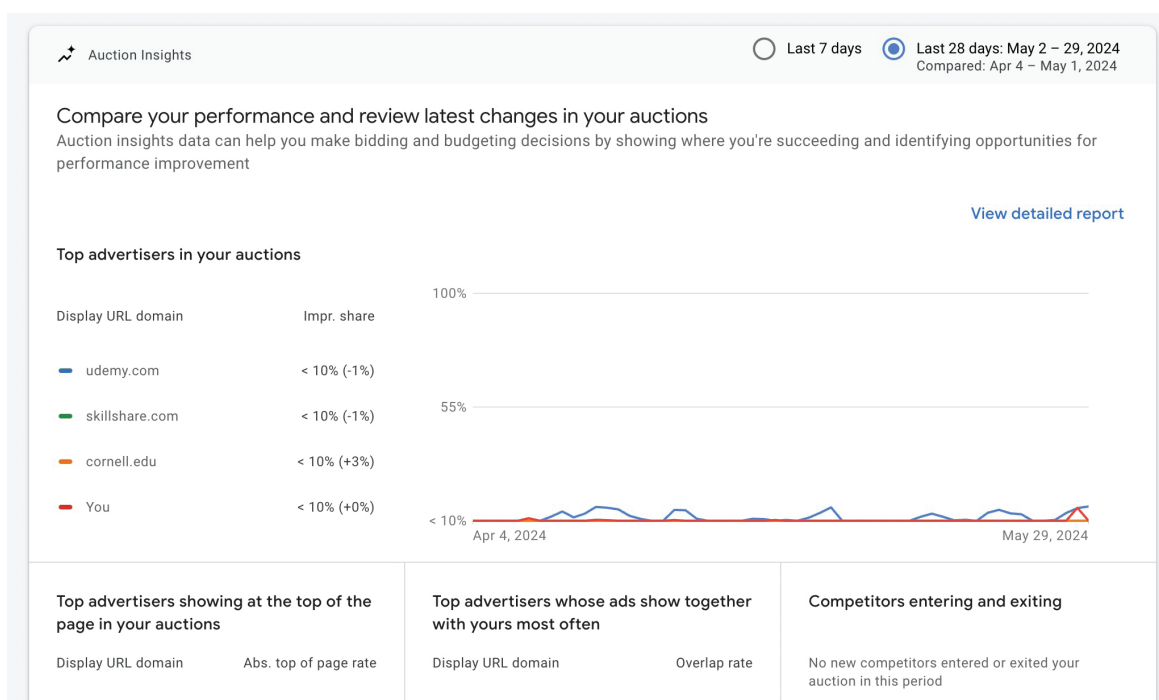 Auction Insights
Last 7 days
Last 28 days: May 2 – 29, 2024
Compared: Apr 4 – May 1, 2024
Compare your performance and review latest changes in your auctions
Auction insights data can help you make bidding and budgeting decisions by showing where you're succeeding and identifying opportunities for
performance improvement
View detailed report
Top advertisers in your auctions
Display URL domain Impr. share
udemy.com < 10% (-1%)
skillshare.com < 10% (-1%)
cornell.edu < 10% (+3%)
You < 10% (+0%)
100%
55%
< 10%
Apr 4, 2024 May 29, 2024
Top advertisers showing at the top of the
page in your auctions
Display URL domain Abs. top of page rate
Top advertisers whose ads show together
with yours most often
Display URL domain Overlap rate
Competitors entering and exiting
No new competitors entered or exited your
auction in this period